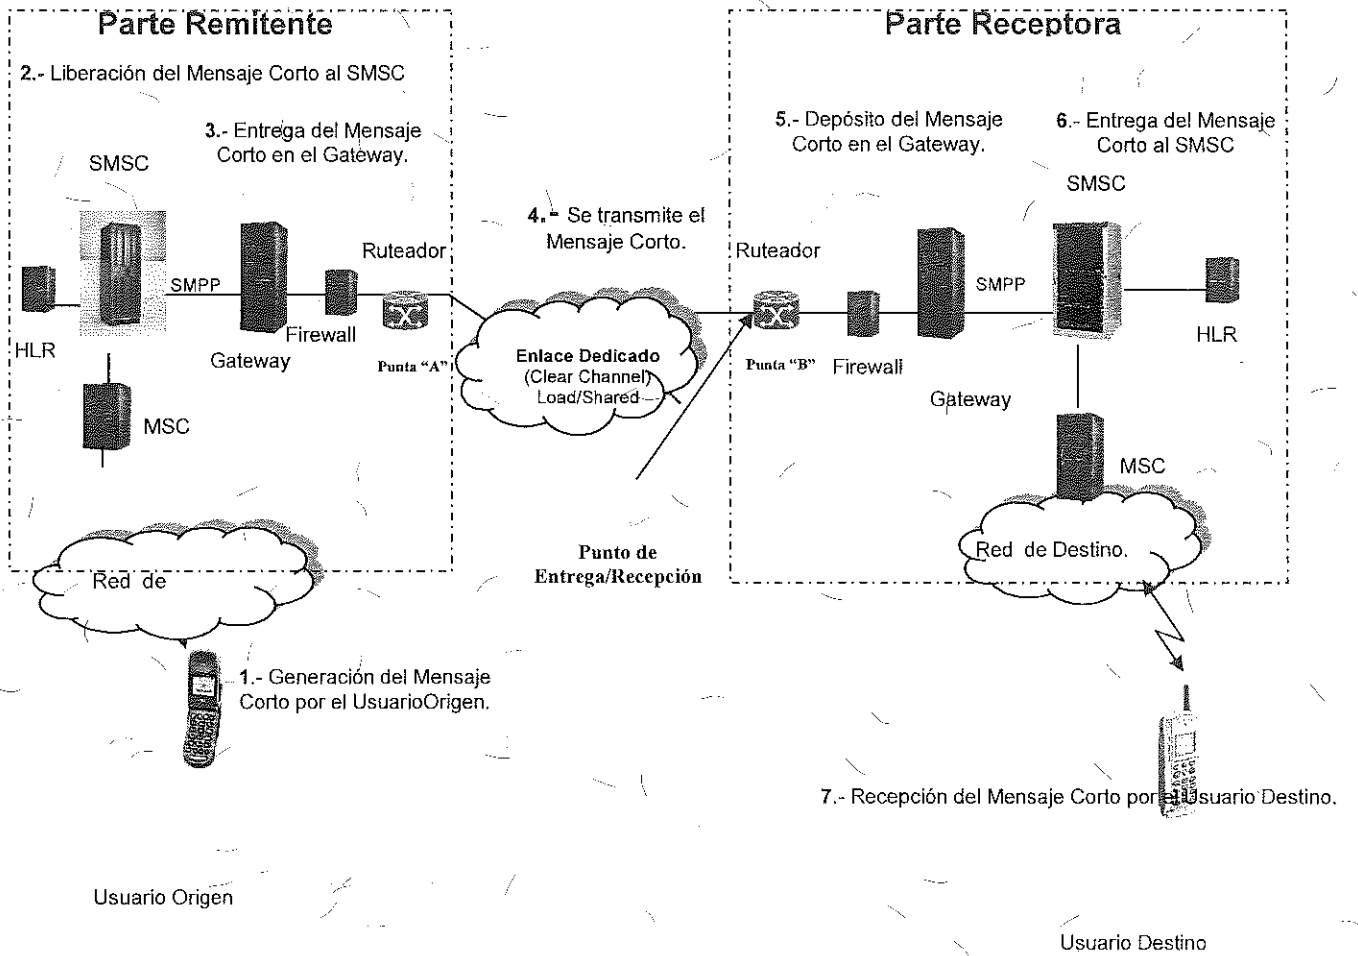 Parte Remitente
2.- Liberación del Mensaje Corto al SMSC
3.- Entrega del Mensaje
Corto en el Gateway.
SMSC
Ruteador
SMPP
HLR
Firewall
Gateway
Punta “A”
MSC
Red de
1.- Generación del Mensaje
Corto por el UsuarioOrigen.
Usuario Origen
4.- Se transmite el
Mensaje Corto.
Enlace Dedicado
(Clear Channel)
Load/Shared
Punto de
Entrega/Recepción
Parte Receptora
5.- Depósito del Mensaje
Corto en el Gateway.
6.- Entrega del Mensaje
Corto al SMSC
SMSC
Ruteador
SMPP
HLR
Punta “B”
Firewall
Gateway
MSC
Red de Destino.
7.- Recepción del Mensaje Corto por el Usuario Destino.
Usuario Destino